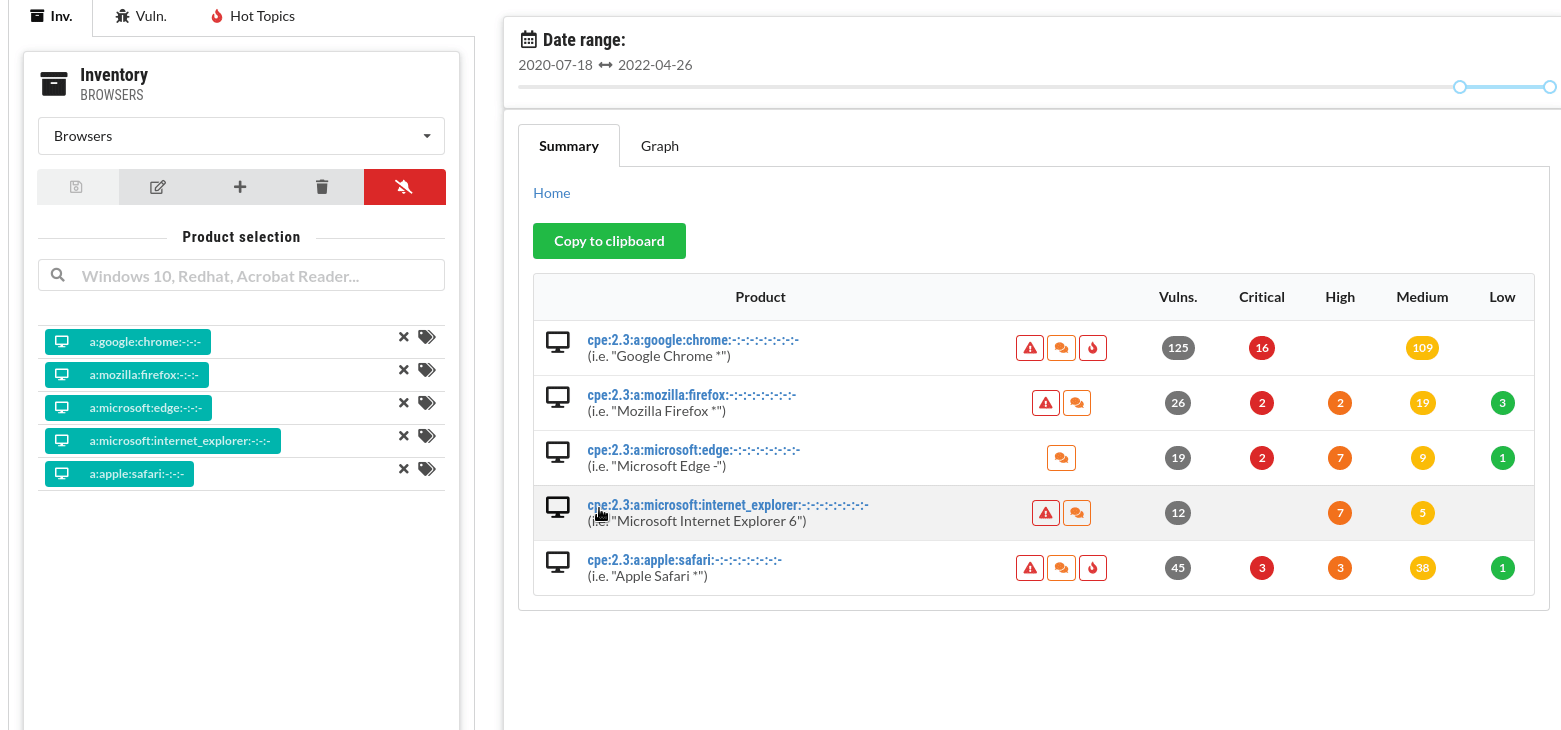 Inv.
Vuln.
Hot Topics
Inventory
BROWSERS
Browsers
Product selection
Windows 10, Redhat, Acrobat Reader...
a:google:chrome:-:-:-
a:mozilla:firefox:-:-:-
a:microsoft:edge:-:-:-
a:microsoft:internet_explorer:-:-:-
a:apple:safari:-:-:-
Date range:
2020-07-18 ↔ 2022-04-26
Summary Graph
Home
Copy to clipboard
Product Vulns. Critical High Medium Low
cpe:2.3:a:google:chrome:-:-:-:-:-:-:-:-
(i.e. "Google Chrome *")
125 16 109
cpe:2.3:a:mozilla:firefox:-:-:-:-:-:-:-:-
(i.e. "Mozilla Firefox *")
26 2 2 19 3
cpe:2.3:a:microsoft:edge:-:-:-:-:-:-:-:-
(i.e. "Microsoft Edge -")
19 2 7 9 1
cpe:2.3:a:microsoft:internet_explorer:-:-:-:-:-:-:-:-
(i.e. "Microsoft Internet Explorer 6")
12 7 5
cpe:2.3:a:apple:safari:-:-:-:-:-:-:-:-
(i.e. "Apple Safari *")
45 3 3 38 1